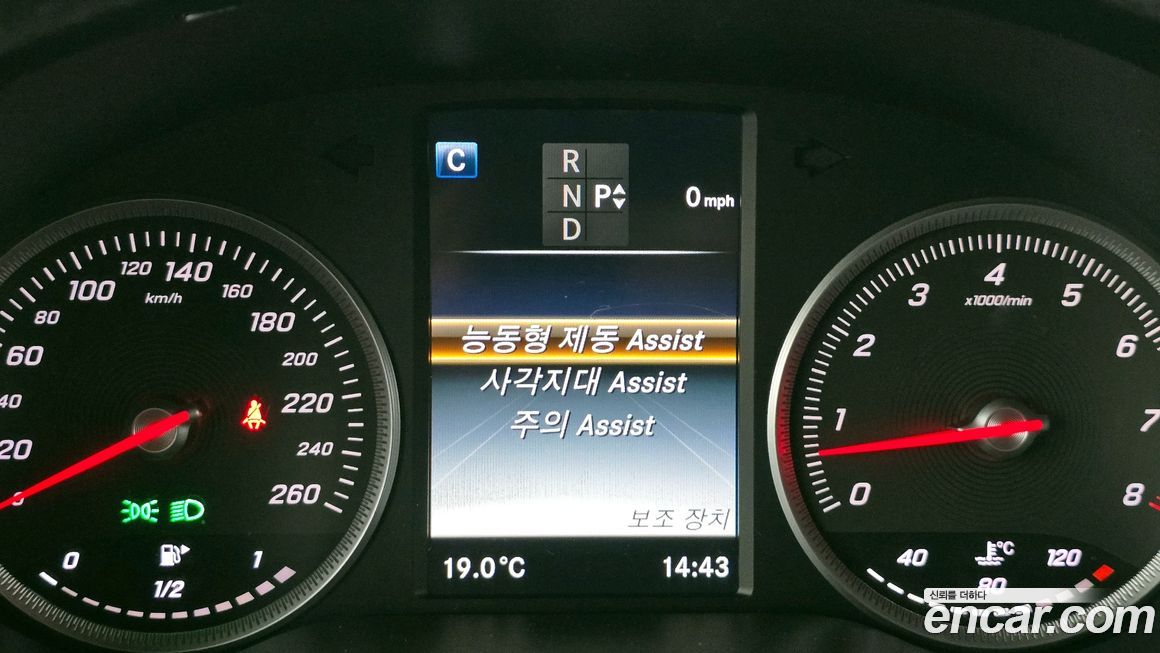 C
R
N P
D
0 mph
능동형 제동 Assist
사각지대 Assist
주의 Assist
보조 장치
19.0°C 14:43
0 20 40 60 80 100 120 140 160 180 200 220 240 260
km/h
0 1/2 1
0 1 2 3 4 5 6 7 8
x1000/min
°C
40 80 120
신뢰를 더하다
encar.com